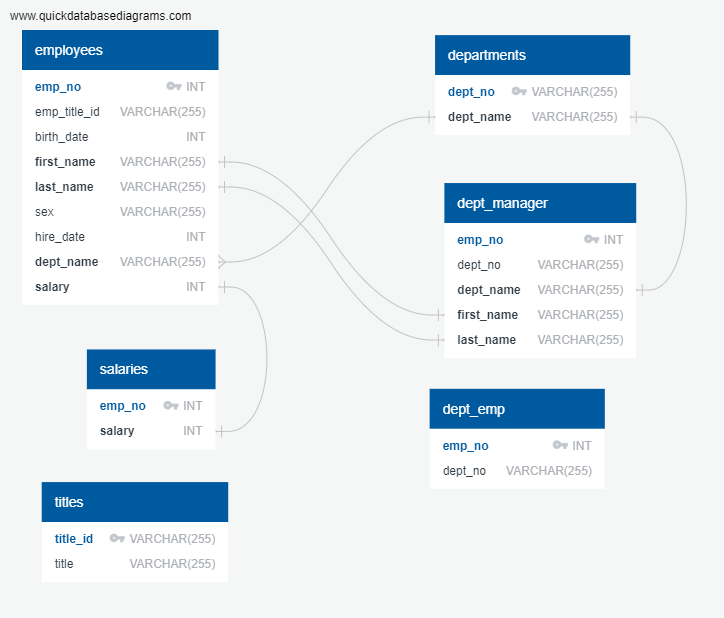 www.quickdatabasediagrams.com
employees
emp_no INT
emp_title_id VARCHAR(255)
birth_date INT
first_name VARCHAR(255)
last_name VARCHAR(255)
sex VARCHAR(255)
hire_date INT
dept_name VARCHAR(255)
salary INT
departments
dept_no VARCHAR(255)
dept_name VARCHAR(255)
dept_manager
emp_no INT
dept_no VARCHAR(255)
dept_name VARCHAR(255)
first_name VARCHAR(255)
last_name VARCHAR(255)
salaries
emp_no INT
salary INT
dept_emp
emp_no INT
dept_no VARCHAR(255)
titles
title_id VARCHAR(255)
title VARCHAR(255)